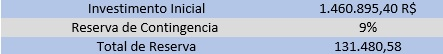 Investimento Inicial 1.460.895,40 R$
Reserva de Contingencia 9%
Total de Reserva 131.480,58